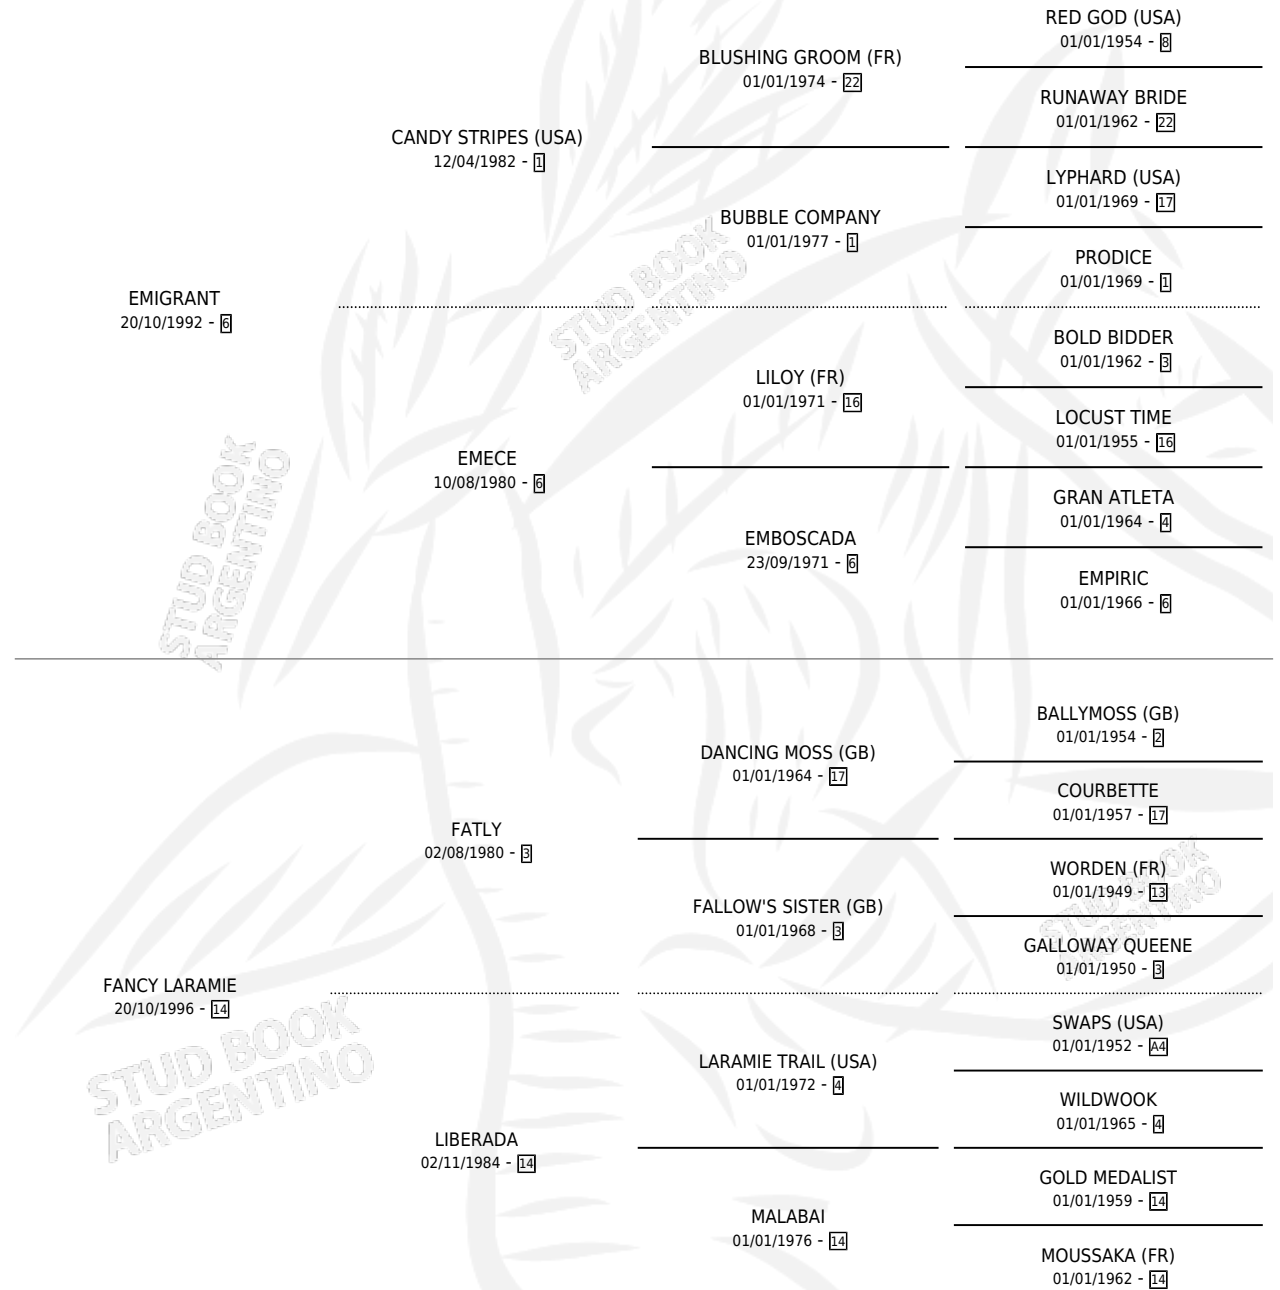 RED GOD (USA)
01/01/1954 - 8
BLUSHING GROOM (FR)
01/01/1974 - 22
RUNAWAY BRIDE
01/01/1962 - 22
CANDY STRIPES (USA)
12/04/1982 - 1
LYPHARD (USA)
01/01/1969 - 17
BUBBLE COMPANY
01/01/1977 - 1
PRODICE
01/01/1969 - 1
EMIGRANT
20/10/1992 - 6
BOLD BIDDER
01/01/1962 - 3
LILOY (FR)
01/01/1971 - 16
LOCUST TIME
01/01/1955 - 16
EMECE
10/08/1980 - 6
GRAN ATLETA
01/01/1964 - 4
EMBOSCADA
23/09/1971 - 6
EMPIRIC
01/01/1966 - 6
STUD BOOK
ARGENTINO
STUD BOOK
ARGENTINO
BALLYMOSS (GB)
01/01/1954 - 2
DANCING MOSS (GB)
01/01/1964 - 17
COURBETTE
01/01/1957 - 17
FATLY
02/08/1980 - 3
WORDEN (FR)
01/01/1949 - 13
FALLOW'S SISTER (GB)
01/01/1968 - 3
GALLOWAY QUEENE
01/01/1950 - 3
FANCY LARAMIE
20/10/1996 - 14
SWAPS (USA)
01/01/1952 - A4
LARAMIE TRAIL (USA)
01/01/1972 - 4
WILDWOOK
01/01/1965 - 4
LIBERADA
02/11/1984 - 14
GOLD MEDALIST
01/01/1959 - 14
MALABAI
01/01/1976 - 14
MOUSSAKA (FR)
01/01/1962 - 14
STUD BOOK
ARGENTINO
STUD BOOK
ARGENTINO